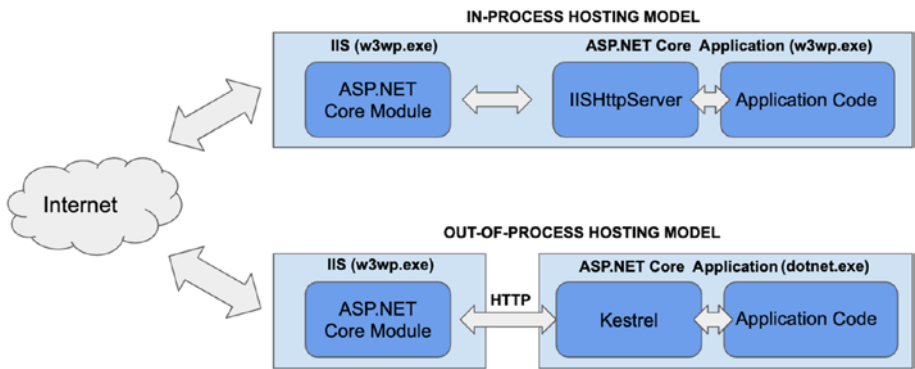 IN-PROCESS HOSTING MODEL
IIS (w3wp.exe)
ASP.NET Core Application (w3wp.exe)
ASP.NET
Core Module
IISHttpServer
Application Code
Internet
OUT-OF-PROCESS HOSTING MODEL
IIS (w3wp.exe)
ASP.NET Core Application (dotnet.exe)
ASP.NET
Core Module
HTTP
Kestrel
Application Code